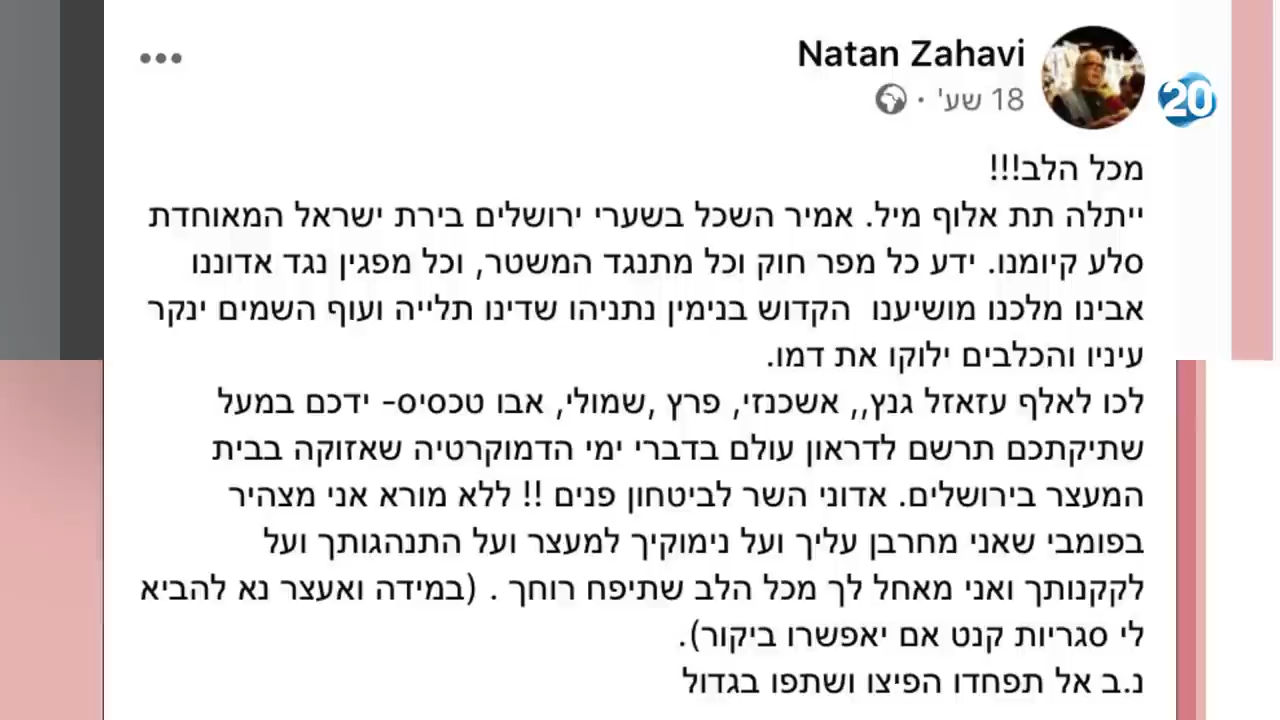 Natan Zahavi
18 שע' ·
20
מכל הלב!!!
ייתלה תת אלוף מיל. אמיר השכל בשערי ירושלים בירת ישראל המאוחדת
סלע קיומנו. ידע כל מפר חוק וכל מתנגד המשטר, וכל מפגין נגד אדוננו
אבינו מלכנו מושיענו  הקדוש בנימין נתניהו שדינו תלייה ועוף השמים ינקר
עיניו והכלבים ילוקו את דמו.
לכו לאלף עזאזל גנץ,, אשכנזי, פרץ ,שמולי, אבו טכסיס- ידכם במעל
שתיקתכם תרשם לדראון עולם בדברי ימי הדמוקרטיה שאזוקה בבית
המעצר בירושלים. אדוני השר לביטחון פנים !! ללא מורא אני מצהיר
בפומבי שאני מחרבן עליך ועל נימוקיך למעצר ועל התנהגותך ועל
לקקנותך ואני מאחל לך מכל הלב שתיפח רוחך . (במידה ואעצר נא להביא
לי סגריות קנט אם יאפשרו ביקור).
נ.ב אל תפחדו הפיצו ושתפו בגדול